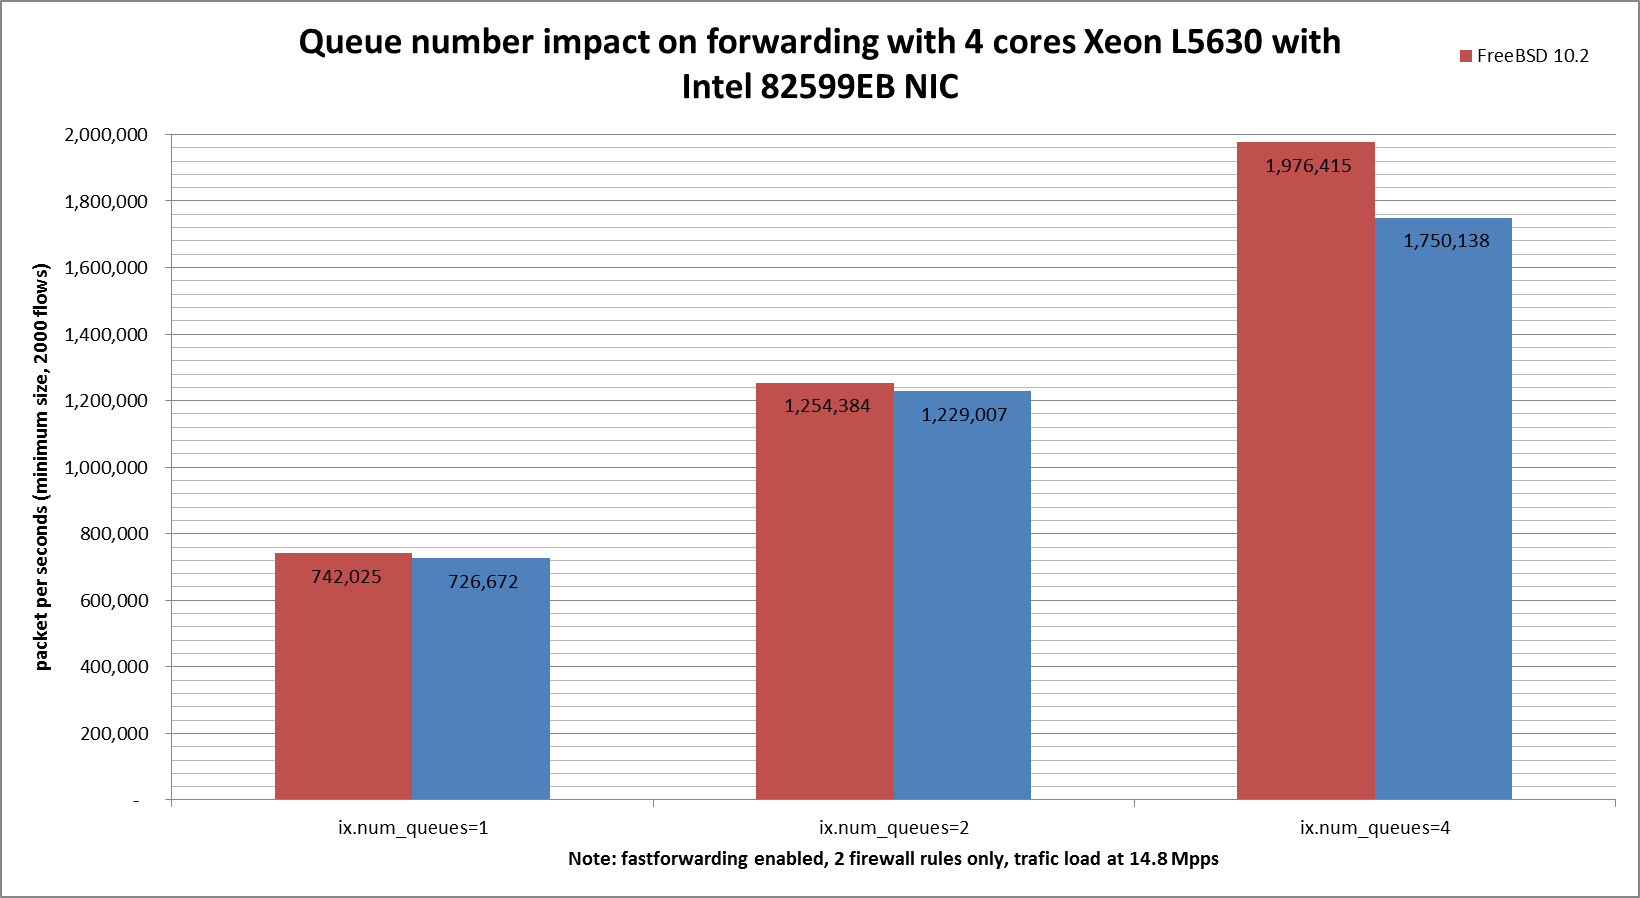 Queue number impact on forwarding with 4 cores Xeon L5630 with
Intel 82599EB NIC
FreeBSD 10.2
packet per seconds (minimum size, 2000 flows)
2,000,000
1,800,000
1,600,000
1,400,000
1,200,000
1,000,000
800,000
600,000
400,000
200,000
-
742,025
726,672
1,254,384
1,229,007
1,976,415
1,750,138
ix.num_queues=1
ix.num_queues=2
ix.num_queues=4
Note: fastforwarding enabled, 2 firewall rules only, trafic load at 14.8 Mpps